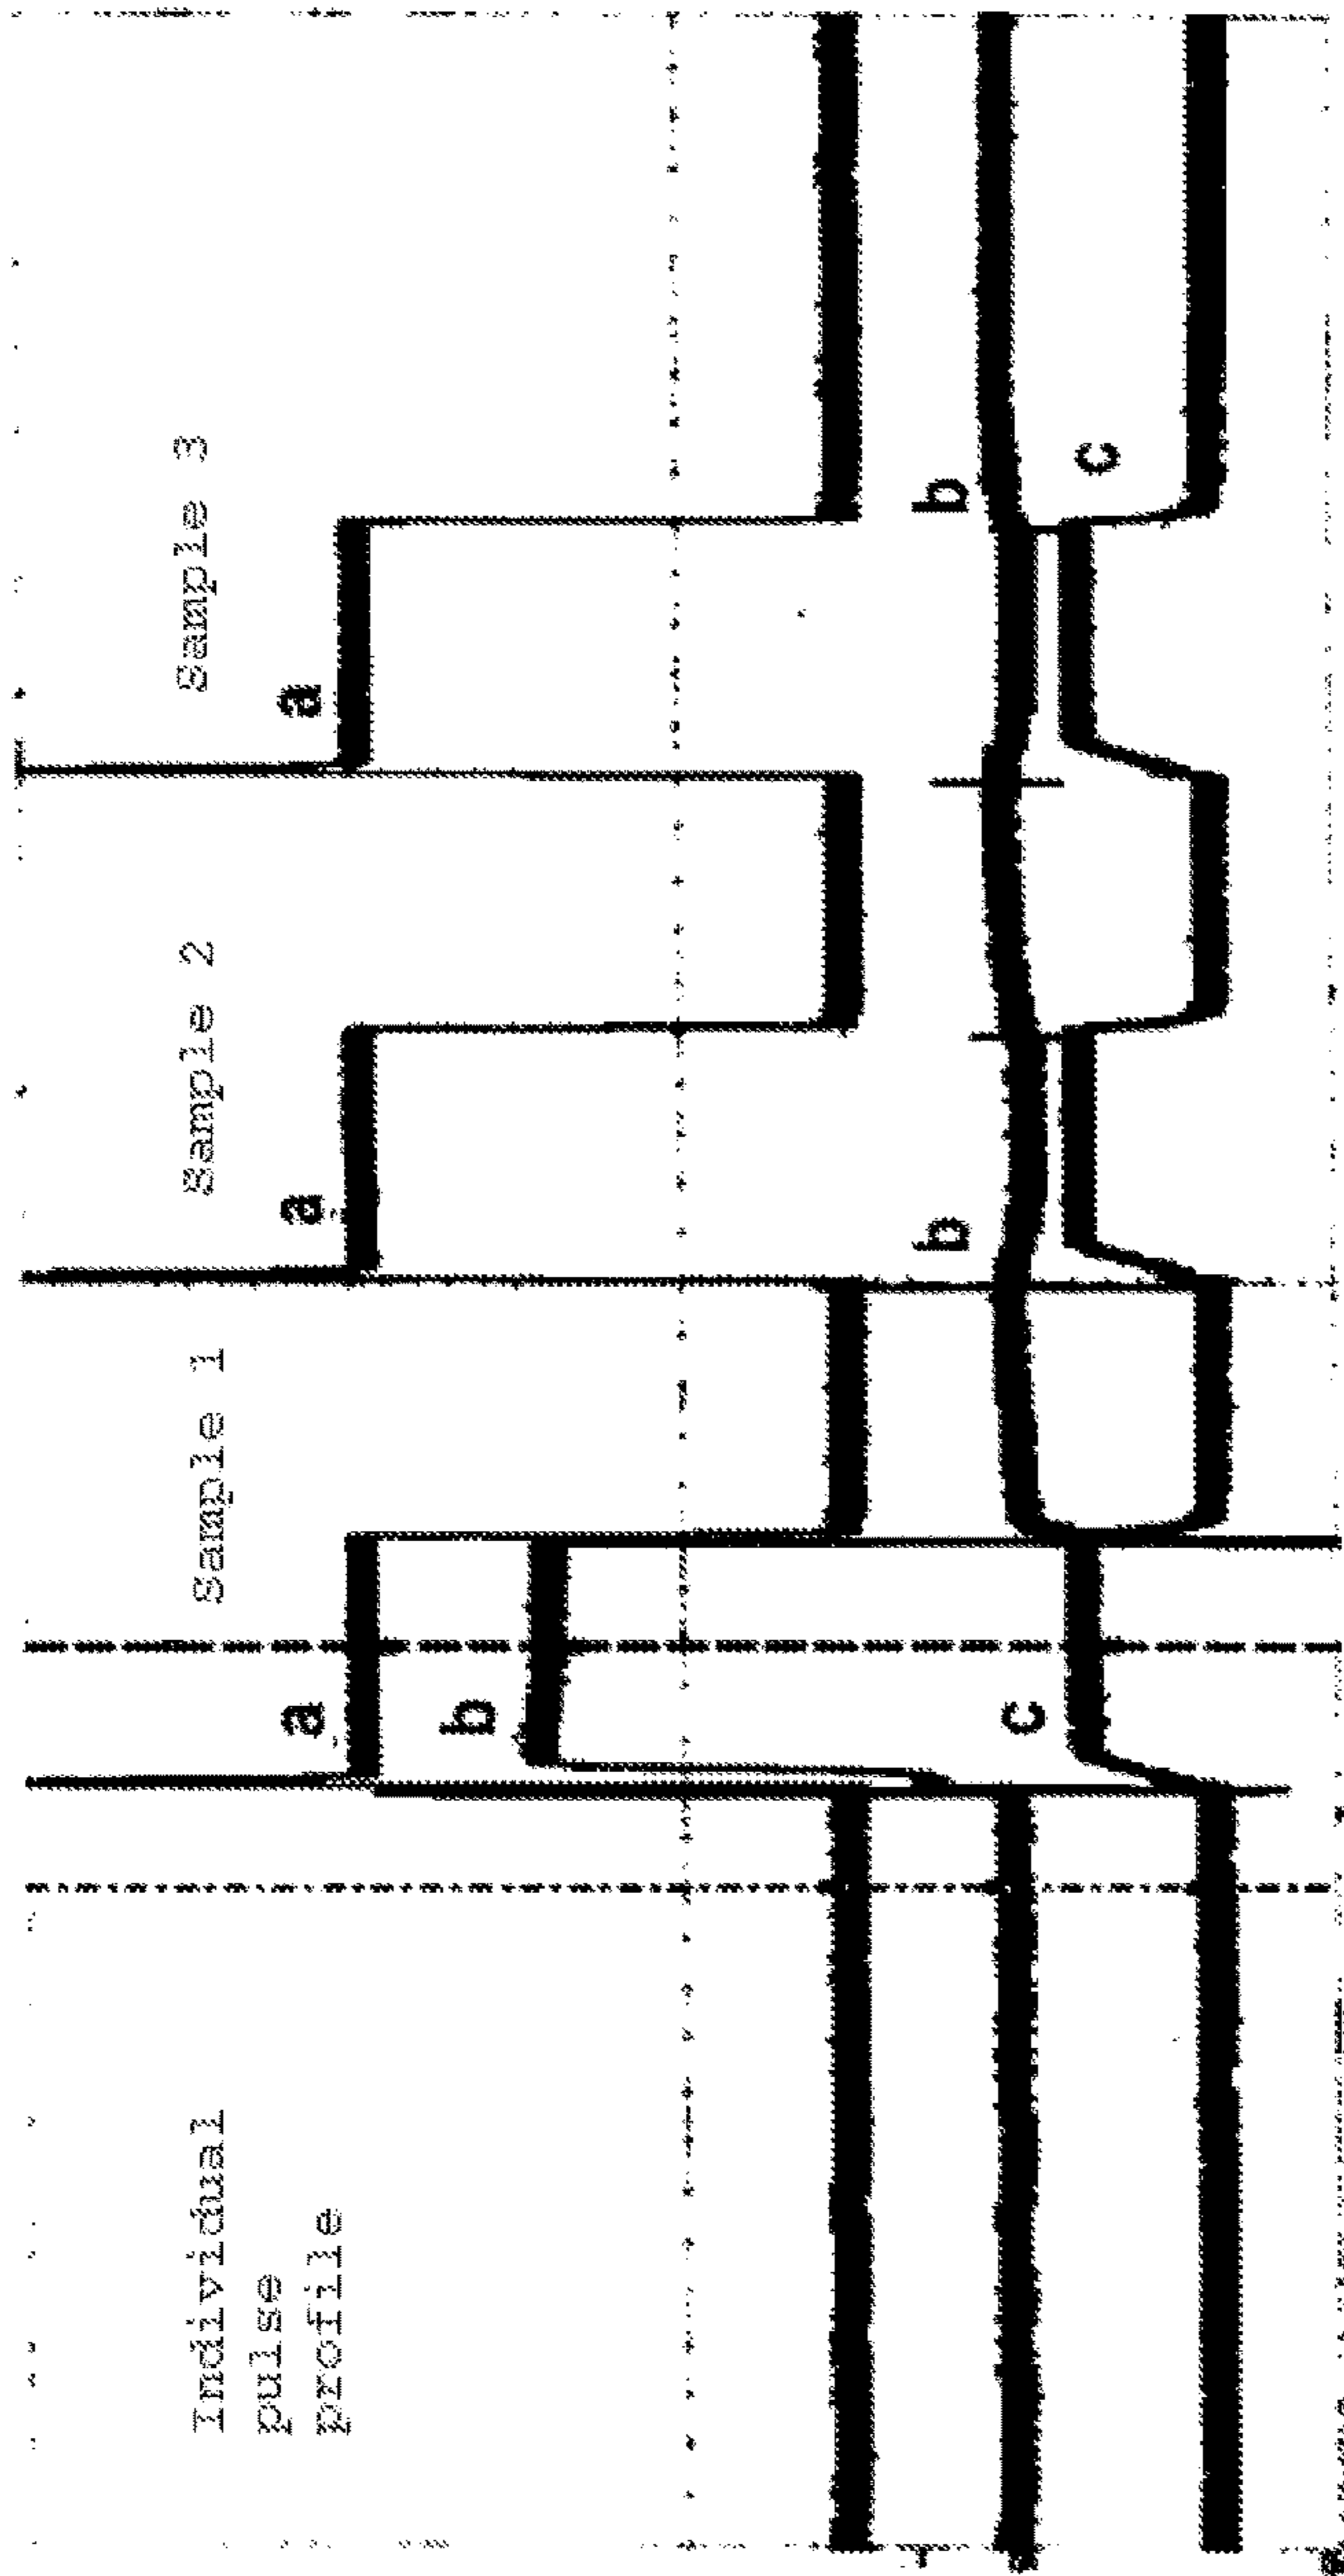 Individual
pulse
profile
Sample 1
Sample 2
Sample 3
a
a
a
b
b
b
c
c